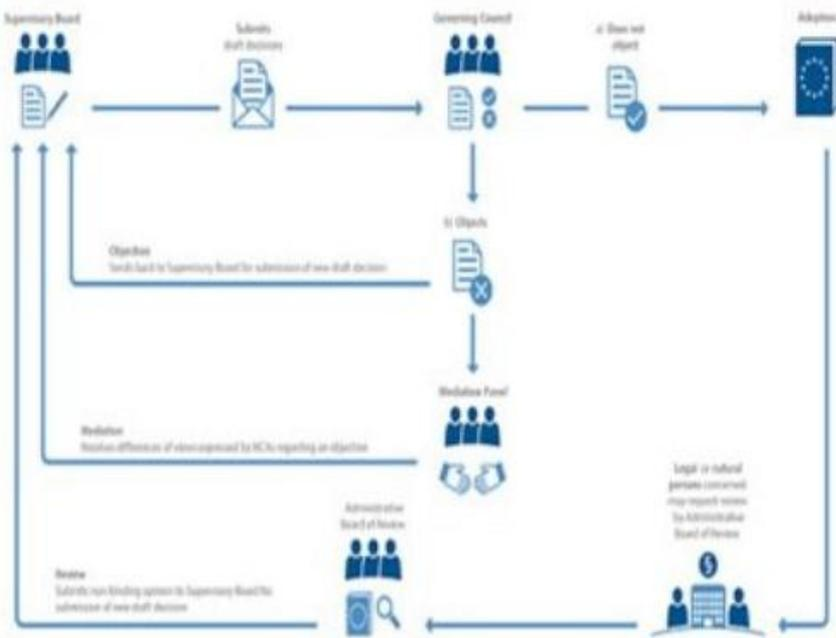 Supervisory Board
Submits
draft decisions
Governing Council
a) Does not
object
Adoption
b) Objects
Objection
Sends back to Supervisory Board for submission of new draft decision
Mediation Panel
Mediation
Resolves differences of views expressed by NCAs regarding an objection
Legal or natural
persons concerned
may request review
by Administrative
Board of Review
Administrative
Board of Review
Review
Submits non-binding opinion to Supervisory Board for
submission of new draft decision